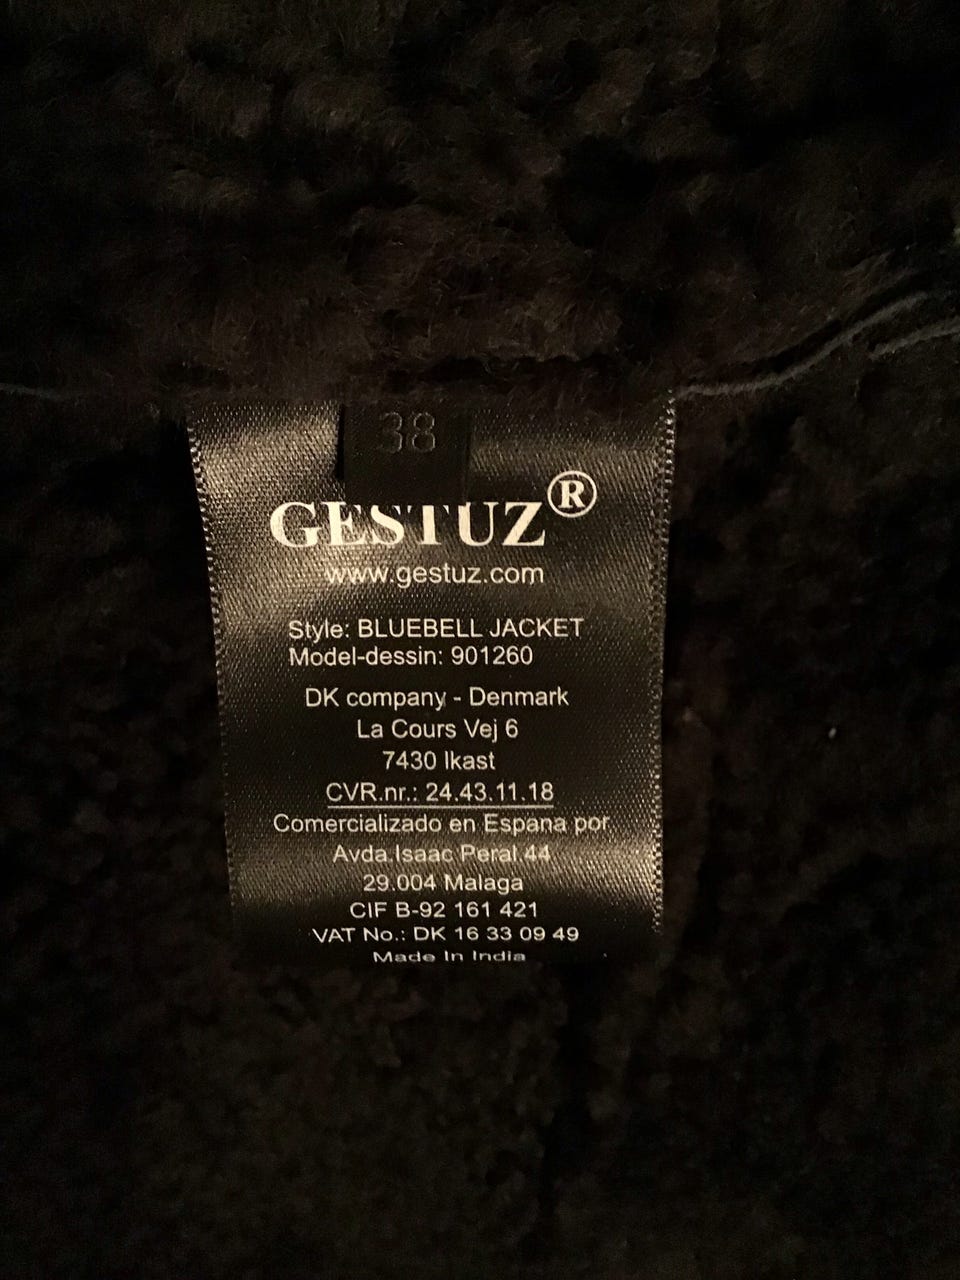 38
GESTUZ®
www.gestuz.com
Style: BLUEBELL JACKET
Model-dessin: 901260
DK company - Denmark
La Cours Vej 6
7430 Ikast
CVR.nr.: 24.43.11.18
Comercializado en Espana por
Avda.Isaac Peral.44
29.004 Malaga
CIF B-92 161 421
VAT No.: DK 16 33 09 49
Made In India